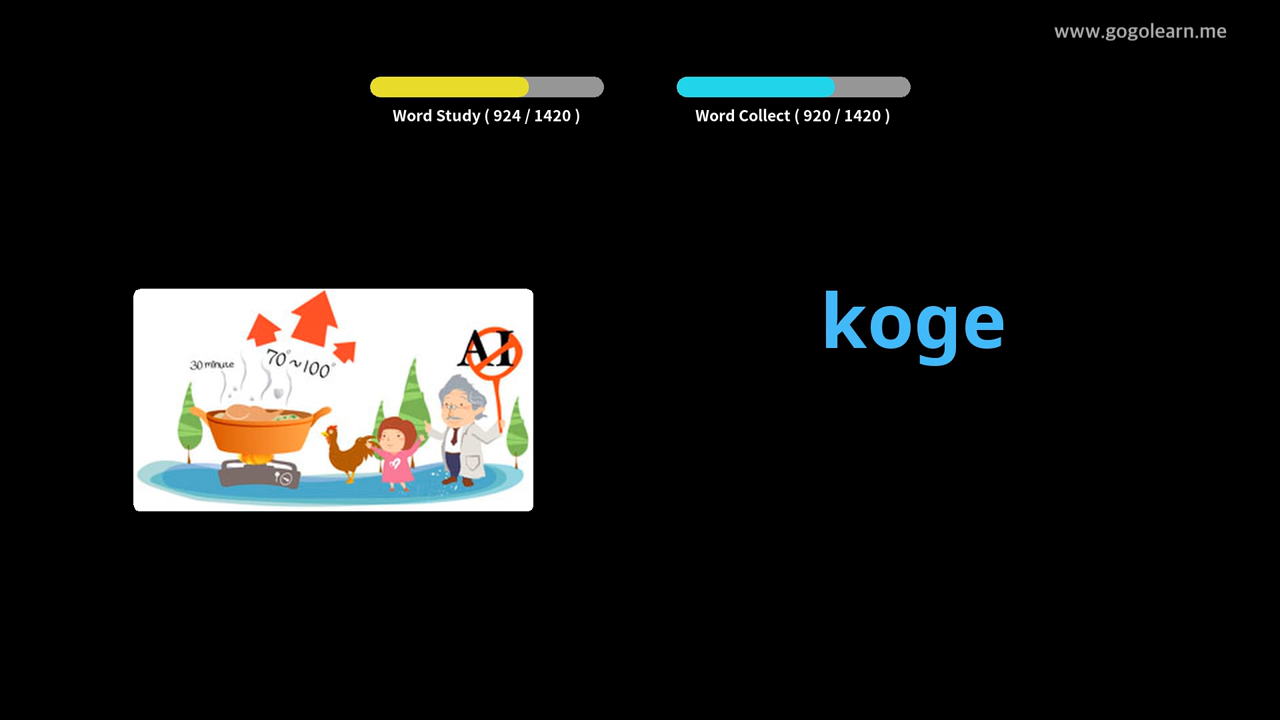 www.gogolearn.me
Word Study ( 924 / 1420 )
Word Collect ( 920 / 1420 )
koge
30 minute
70°~100°
AI